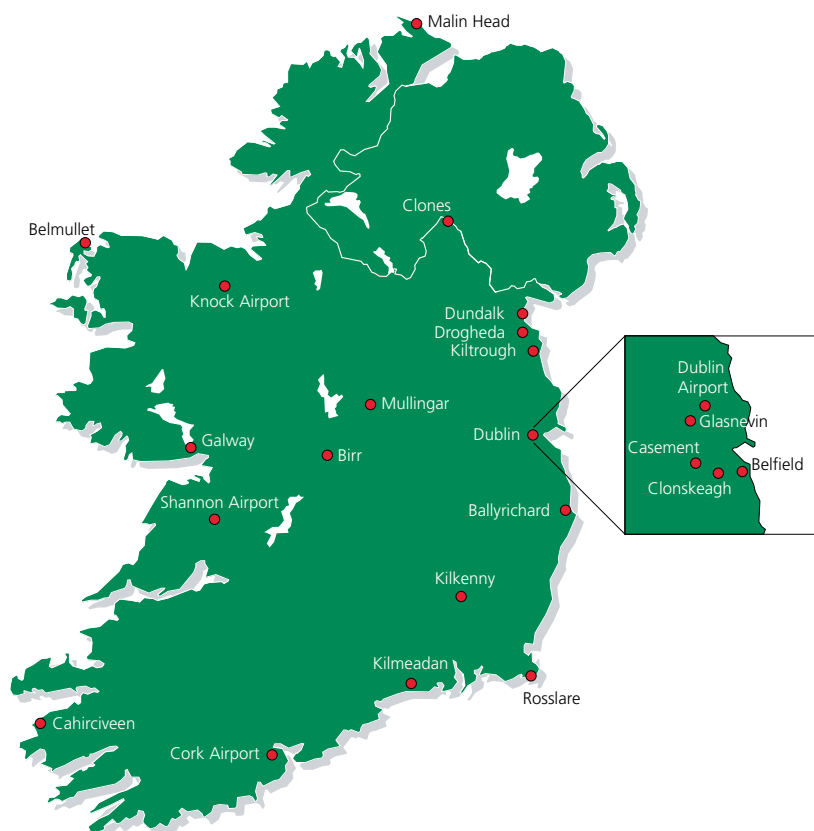 Malin Head
Clones
Belmullet
Knock Airport
Dundalk
Drogheda
Kiltrough
Dublin
Airport
Glasnevin
Casement
Belfield
Clonskeagh
Mullingar
Dublin
Galway
Birr
Shannon Airport
Ballyrichard
Kilkenny
Kilmeadan
Rosslare
Cahirciveen
Cork Airport